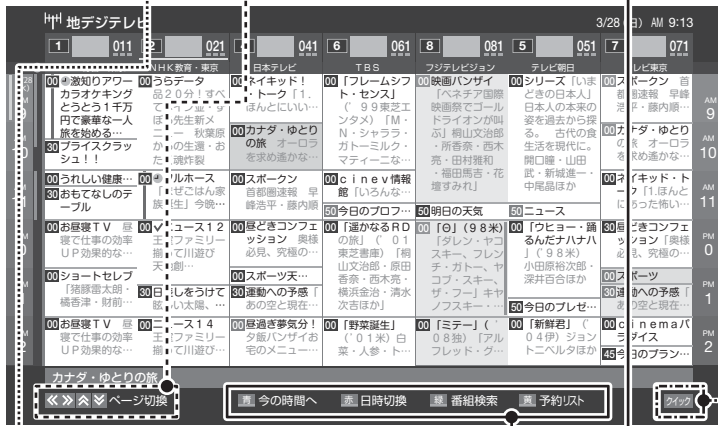 地デジテレビ
3/28 (日) AM 9:13
1 011
2 021
041
6 061
8 081
5 051
7 071
NHK教育・東京
日本テレビ
TBS
フジテレビジョン
テレビ朝日
テレビ東京
AM 9
AM 10
AM 11
PM 0
PM 1
PM 2
00 激知りアワー
カラオケキング
とうとう1千万
円で豪華な一人
旅を始める…
30 プライスクラッ
シュ!!
00 うれしい健康…
30 おもてなしのテ
ーブル
00 お昼寝TV 昼
寝で仕事の効率
UP効果的な…
00 ショートセレブ
「猪豚雷太朗・
橘香津・財前…
00 お昼寝TV 昼
寝で仕事の効率
UP効果的な…
00 うらデータ
30 日
00 ニュース14
00 ネイキッド!
・トーク「1.
ほんとにいい…
00 カナダ・ゆとり
の旅 オーロラ
を求め遙かな…
00 スポークン
首都圏速報 早
峰浩平・藤内順
00 昼どきコンフェ
ッション 奥様
必見、究極の…
00 スポーツ天…
30 運動への予感「
あの空と現在…
00 昼過ぎ夢気分!
夕飯バンザイお
宅のメニュー…
00 「フレームシフ
ト・センス」
('99東芝エ
ンタメ)「M・
N・シャララ・
ガトーミルク・
マティーニな…
00 cinev情報
館「いろんな…
50 今日のプロフ…
00 「遥かなるRD
の旅」('01
東芝書庫)「桐
山文治郎・原田
香奈・西木亮・
横浜金治・清水
次吉ほか」
00 「野菜誕生」
('01米)白
菜・人参・ト…
00 映画バンザイ
「ベネチア国際
映画祭でゴール
ドライオンが叫
ぶ」桐山文治郎
・所香奈・西木
亮・田村雅和
・福田馬吉・花
壇すみれ」
50 明日の天気
00 「Θ」(98米)
「ダレン・ヤコ
スキー、フレン
チ・ガトー、ヤ
コブ・スキー、
ザ・フー」キヤ
ノフスキー…
00 「ミテー」('
08独)「アル
フレッド・グ…
00 シリーズ「いま
どきの日本人」
日本人の本来の
姿を過去から探
る。 古代の食
生活を現代に。
開口瞳・山田
武・新城進一・
中尾晶ほか
50 ニュース
00 「ウヒョー・踊
るんだナハナハ
」('98米)
小田原裕次郎・
深井百合ほか
50 今日のプレゼ…
00 「新鮮君」('
04伊)ジョン
トニベルタほか
00 スポークン 首
都圏速報 早峰
浩平・藤内順…
00 カナダ・ゆとり
の旅 オーロラ
を求め遙かな…
00 ネイキッド・ト
ーク「1.ほんと
にあった怖い…
30 昼どきコンフェ
ッション「奥様
必見、究極の…
00 スポーツ
30 運動への予感「
あの空と現在…
00 cinemaパ
ラダイス
45 今日のプラン…
カナダ・ゆとりの旅
ページ切換
青 今の時間へ
赤 日時切換
緑 番組検索
黄 予約リスト
クイック